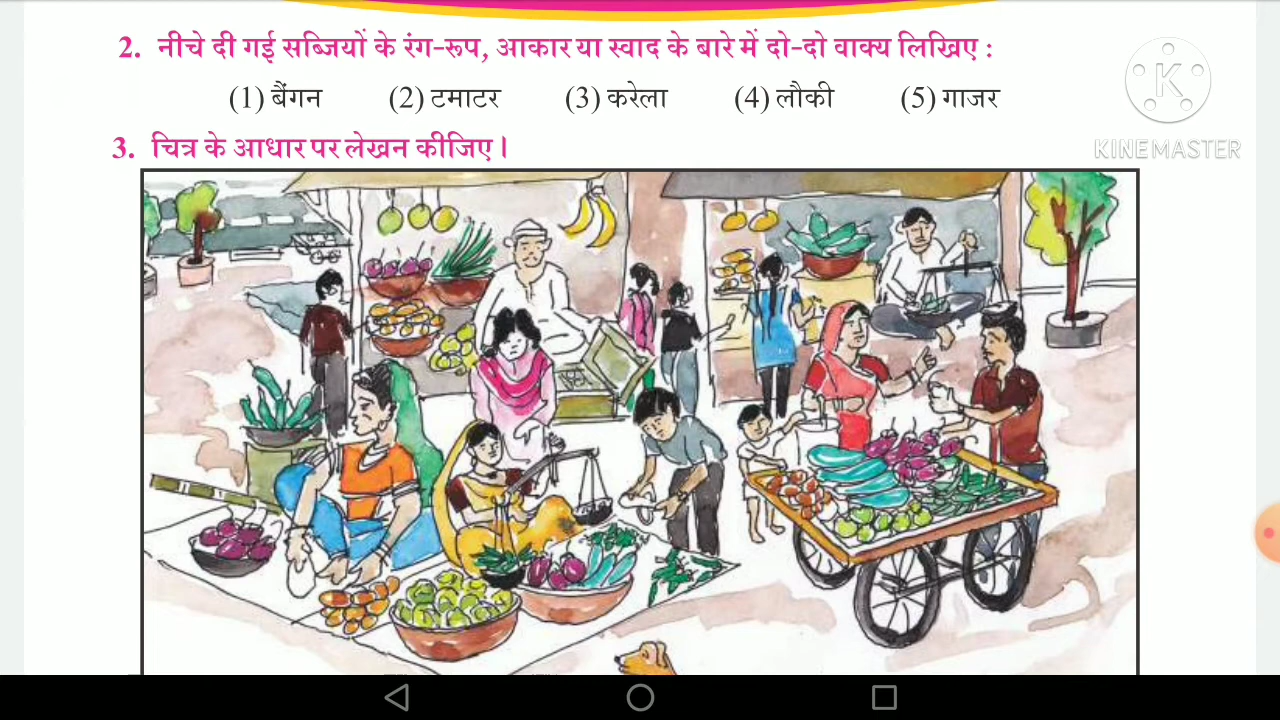 2. नीचे दी गई सब्जियों के रंग-रूप, आकार या स्वाद के बारे में दो-दो वाक्य लिखिए :
(1) बैंगन (2) टमाटर (3) करेला (4) लौकी (5) गाजर
3. चित्र के आधार पर लेखन कीजिए।
K
KINEMASTER